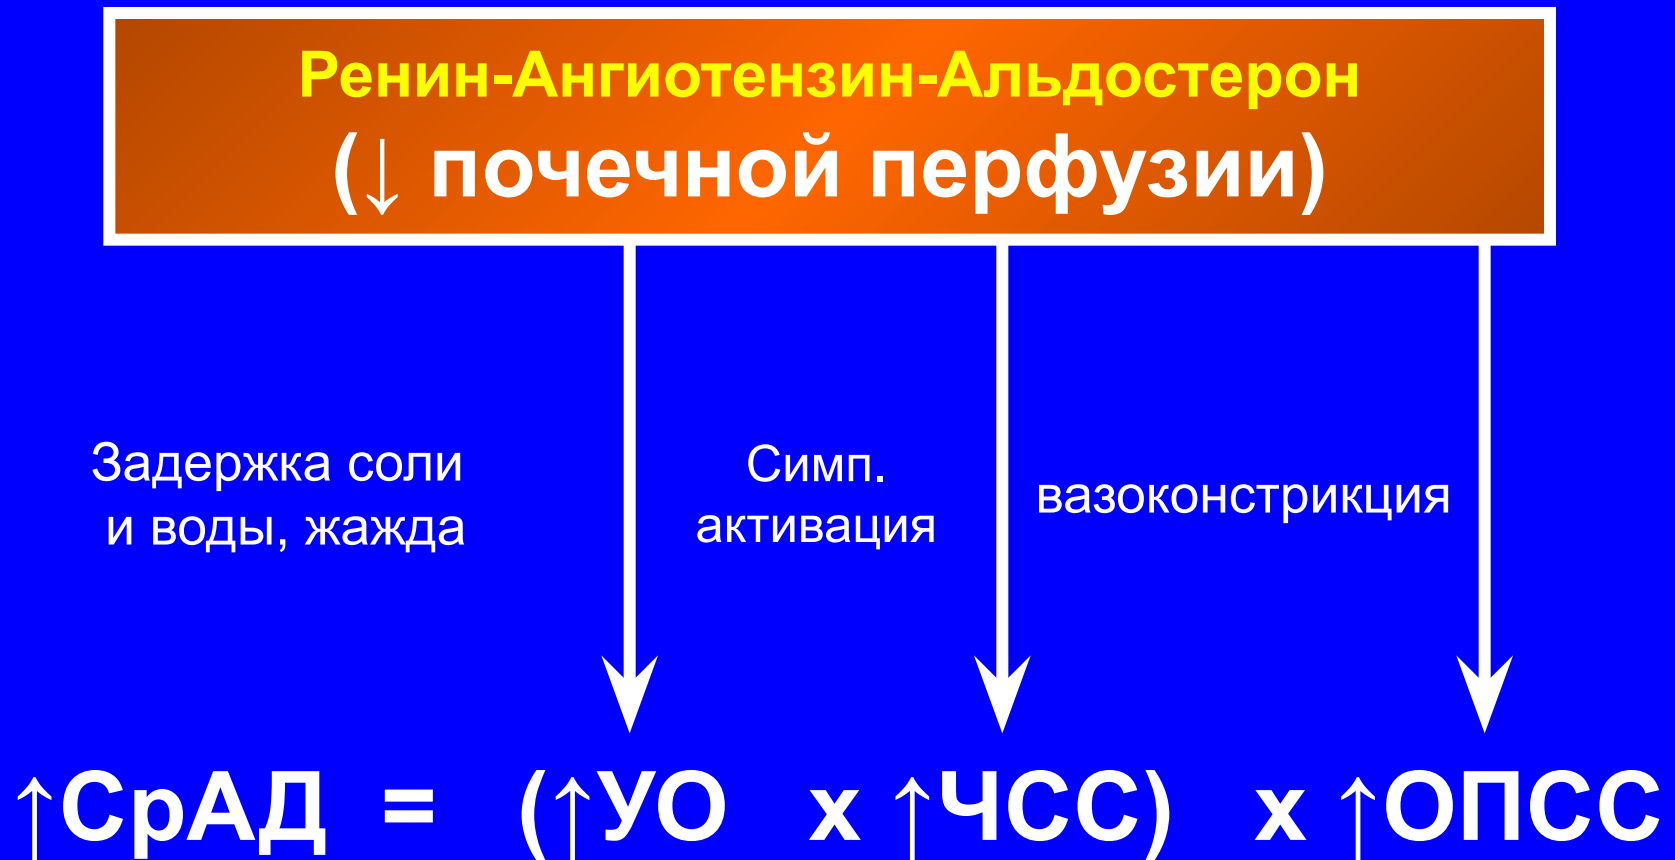 Ренин-Ангиотензин-Альдостерон
(↓ почечной перфузии)
Задержка соли
и воды, жажда
Симп.
активация
вазоконстрикция
↑СрАД = (↑УО х ↑ЧСС) х ↑ОПСС